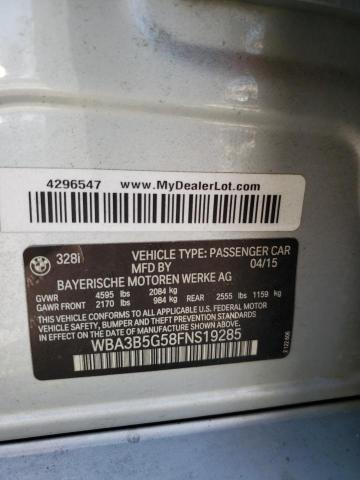 4296547 www.MyDealerLot.com
328i VEHICLE TYPE: PASSENGER CAR
MFD BY 04/15
BAYERISCHE MOTOREN WERKE AG
GVWR 4595 lbs 2084 kg
GAWR FRONT 2170 lbs 984 kg REAR 2555 lbs 1159 kg
THIS VEHICLE CONFORMS TO ALL APPLICABLE U.S. FEDERAL MOTOR
VEHICLE SAFETY, BUMPER, AND THEFT PREVENTION STANDARDS IN
EFFECT ON THE DATE OF MANUFACTURE SHOWN ABOVE.
WBA3B5G58FNS19285